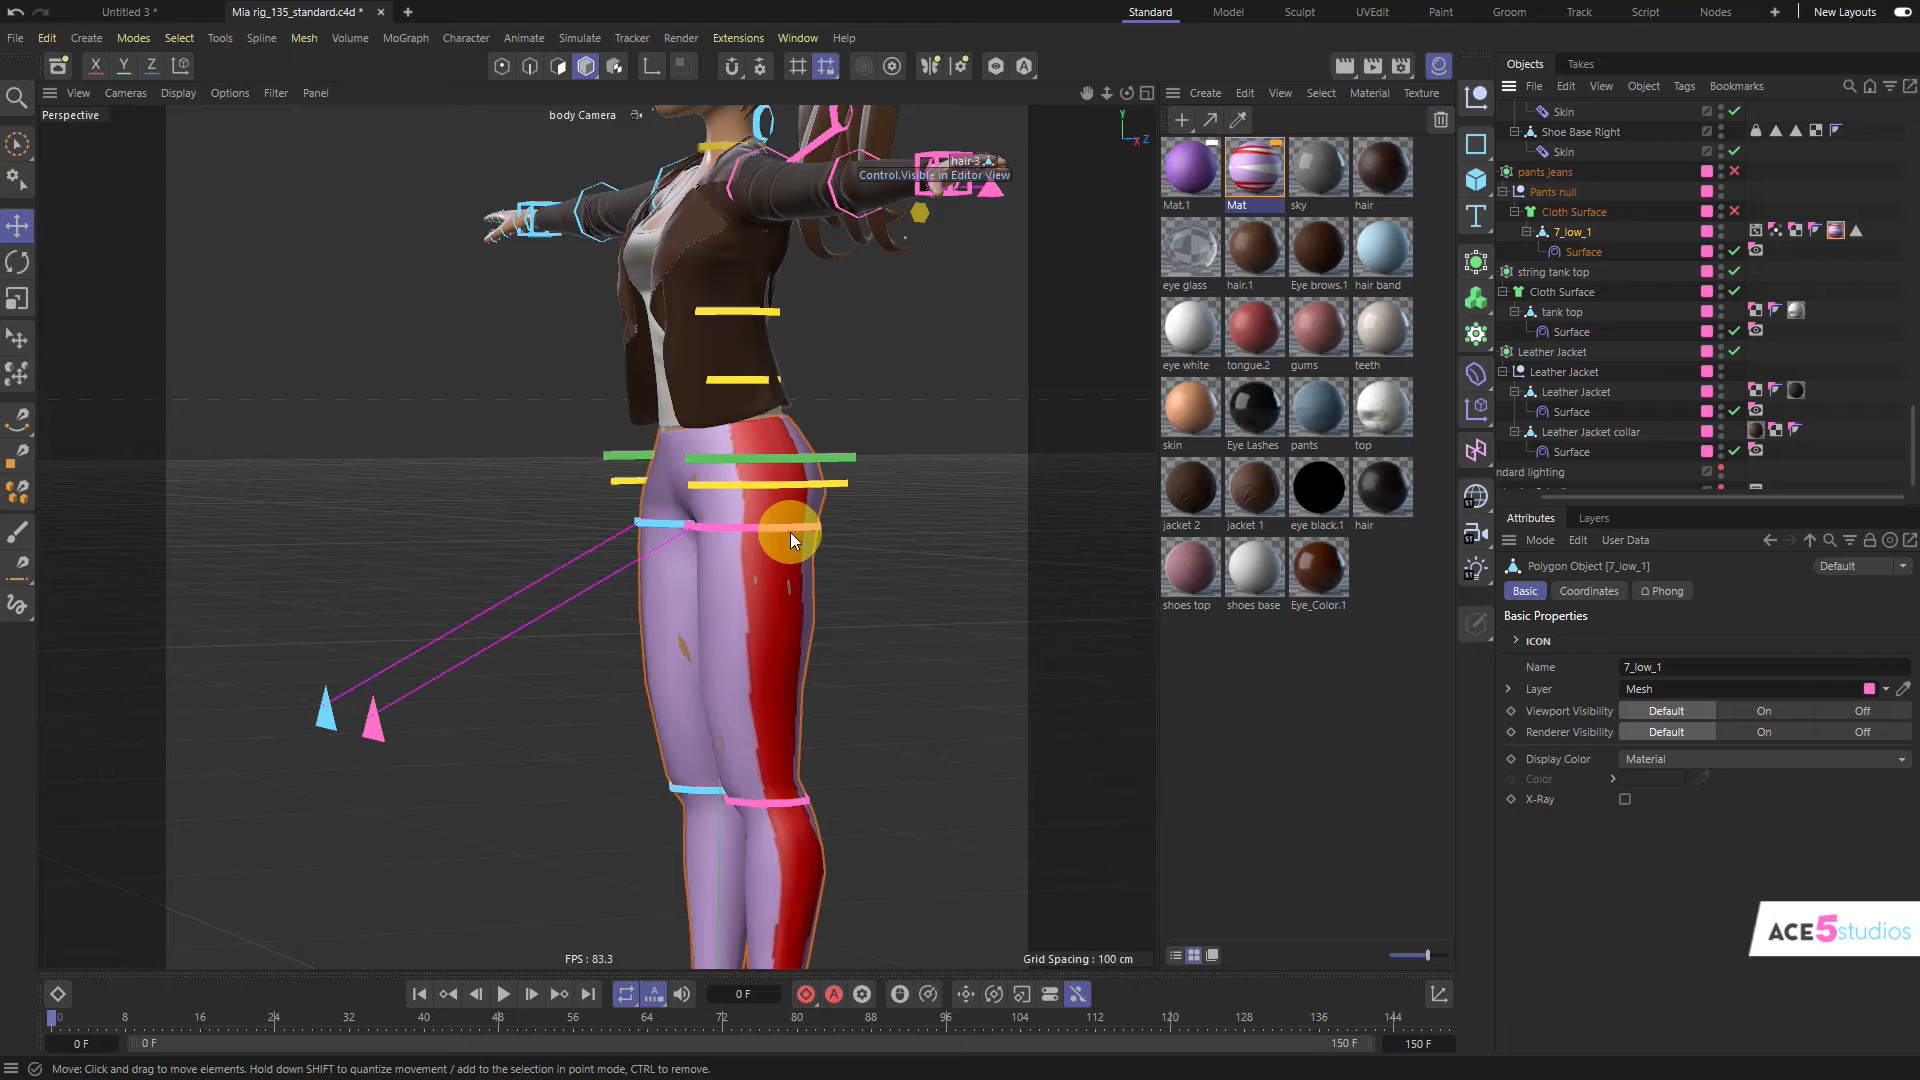 Untitled 3 *
Mia rig_135_standard.c4d *
Standard
Model
Sculpt
UVEdit
Paint
Groom
Track
Script
Nodes
New Layouts
File
Edit
Create
Modes
Select
Tools
Spline
Mesh
Volume
MoGraph
Character
Animate
Simulate
Tracker
Render
Extensions
Window
Help
X
Y
Z
Objects
Takes
View
Cameras
Display
Options
Filter
Panel
Create
Edit
View
Select
Material
Texture
File
Edit
View
Object
Tags
Bookmarks
Perspective
body Camera
Y
X
Z
hair 3
Control.Visible in Editor View
Mat.1
Mat
sky
hair
eye glass
hair.1
Eye brows.1
hair band
eye white
tongue.2
gums
teeth
skin
Eye Lashes
pants
top
jacket 2
jacket 1
eye black.1
hair
shoes top
shoes base
Eye_Color.1
Skin
Shoe Base Right
Skin
pants jeans
Pants null
Cloth Surface
7_low_1
Surface
string tank top
Cloth Surface
tank top
Surface
Leather Jacket
Leather Jacket
Leather Jacket
Surface
Leather Jacket collar
Surface
ndard lighting
Attributes
Layers
Mode
Edit
User Data
Polygon Object [7_low_1]
Default
Basic
Coordinates
Phong
Basic Properties
ICON
Name
7_low_1
Layer
Mesh
Viewport Visibility
Default
On
Off
Renderer Visibility
Default
On
Off
Display Color
Material
Color
X-Ray
ACE5studios
FPS : 83.3
Grid Spacing : 100 cm
0 F
0
8
16
24
32
40
48
56
64
72
80
88
96
104
112
120
128
136
144
0 F
0 F
150 F
150 F
Move: Click and drag to move elements. Hold down SHIFT to quantize movement / add to the selection in point mode, CTRL to remove.